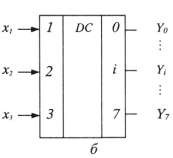 x₁ 1 DC 0 Y₀
⋮
x₂ 2 i Yᵢ
⋮
x₃ 3 7 Y₇
б